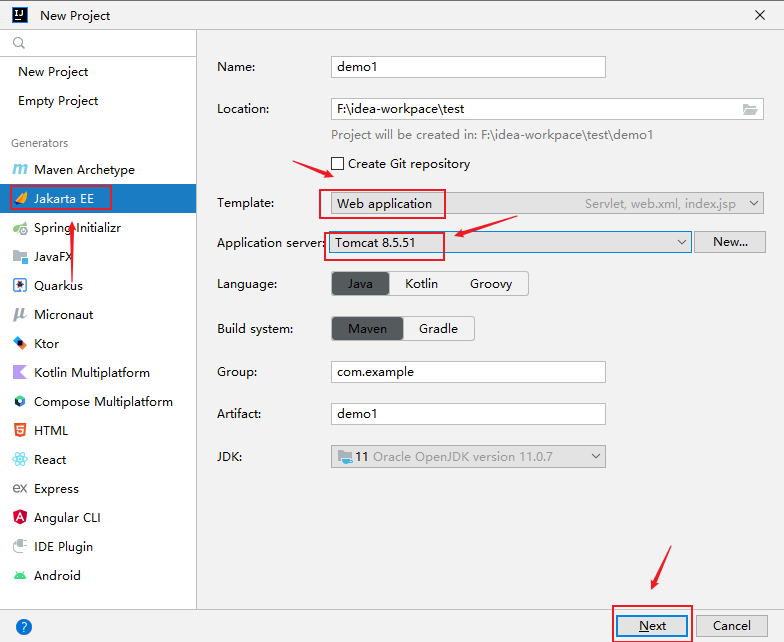 New Project
New Project
Empty Project
Generators
Maven Archetype
Jakarta EE
Spring Initializr
JavaFX
Quarkus
Micronaut
Ktor
Kotlin Multiplatform
Compose Multiplatform
HTML
React
Express
Angular CLI
IDE Plugin
Android
Name: demo1
Location: F:\idea-workpace\test
Project will be created in: F:\idea-workpace\test\demo1
Create Git repository
Template: Web application Servlet, web.xml, index.jsp
Application server: Tomcat 8.5.51 New...
Language: Java Kotlin Groovy
Build system: Maven Gradle
Group: com.example
Artifact: demo1
JDK: 11 Oracle OpenJDK version 11.0.7
? Next Cancel